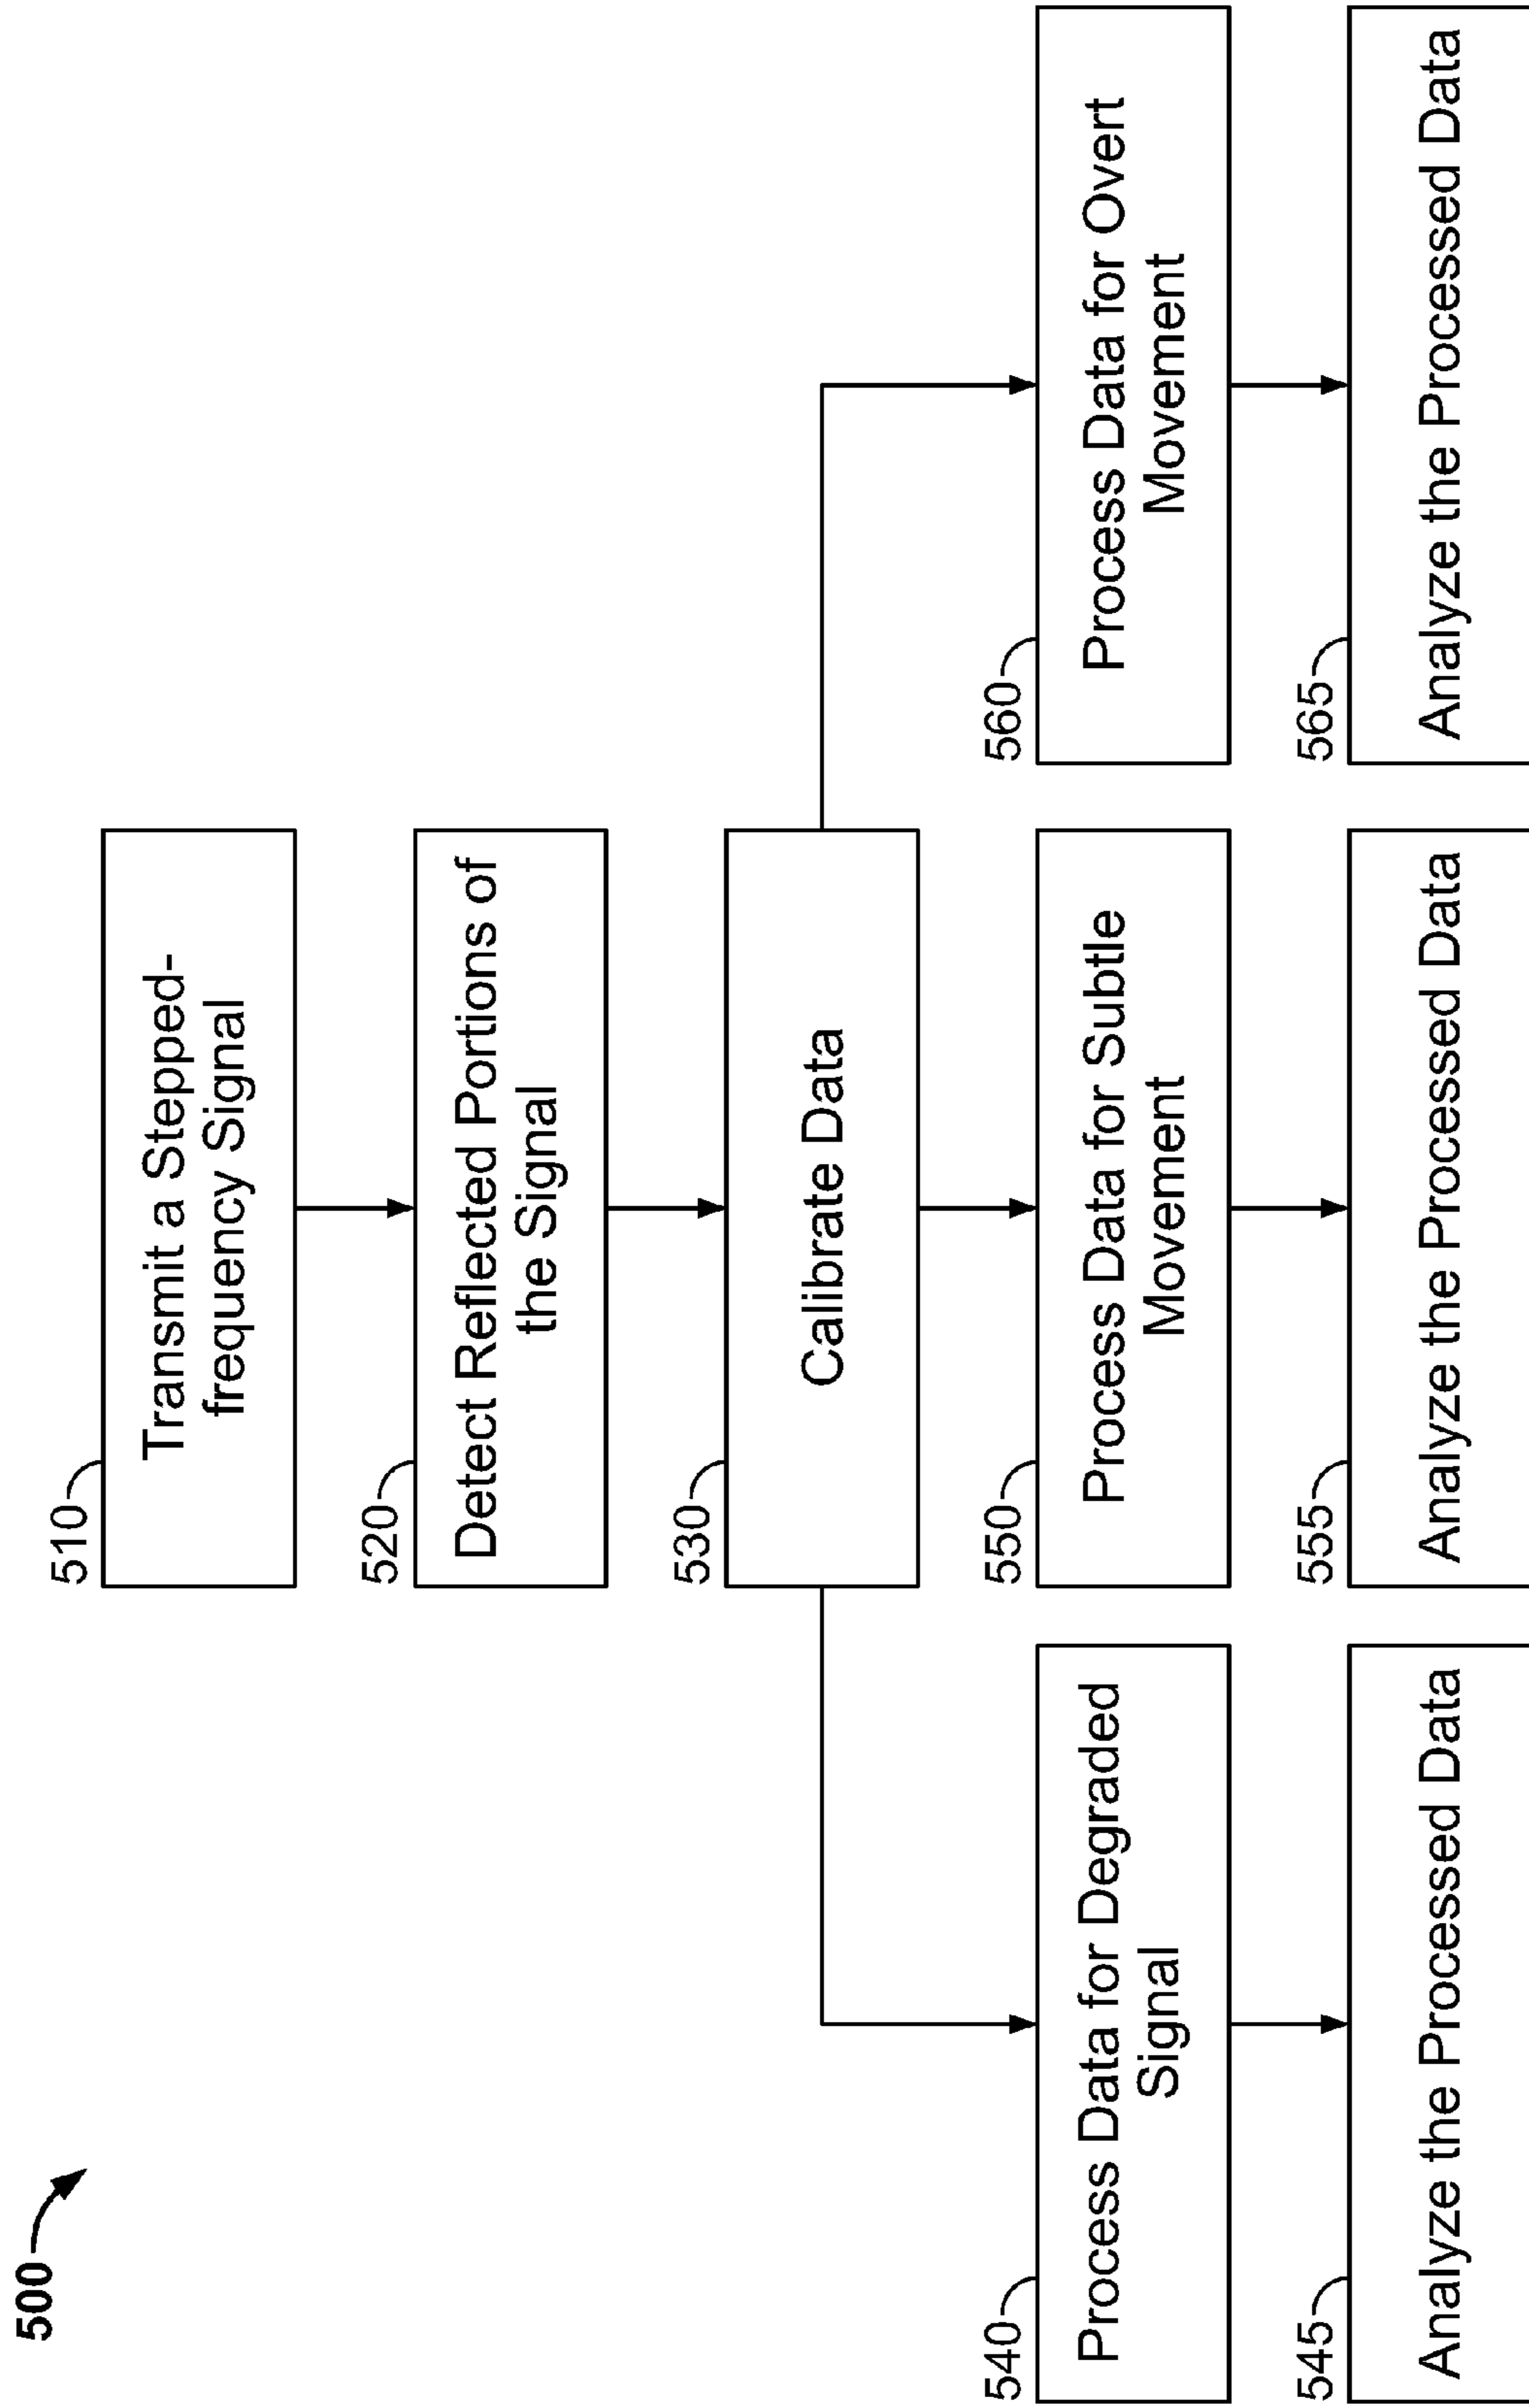 500
510
Transmit a Stepped-
frequency Signal
520
Detect Reflected Portions of
the Signal
530
Calibrate Data
540
Process Data for Degraded
Signal
550
Process Data for Subtle
Movement
560
Process Data for Overt
Movement
545
Analyze the Processed Data
555
Analyze the Processed Data
565
Analyze the Processed Data